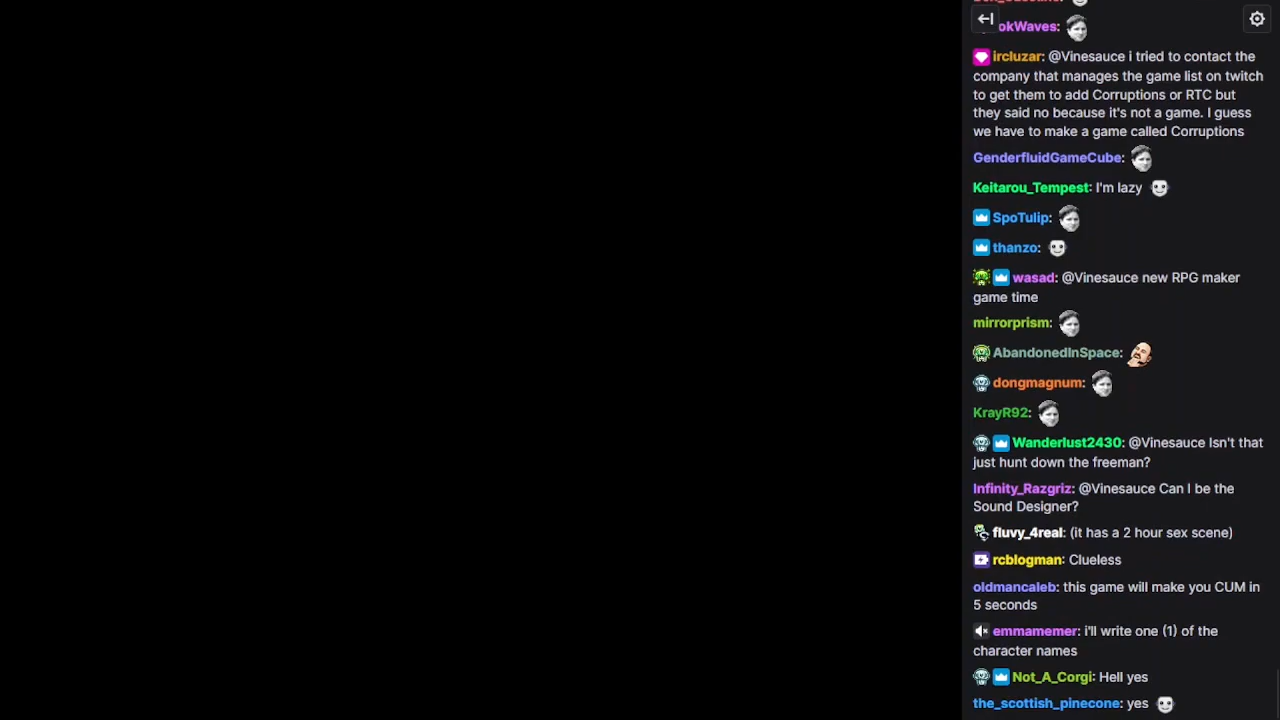 okWaves:
ircluzar: @Vinesauce i tried to contact the
company that manages the game list on twitch
to get them to add Corruptions or RTC but
they said no because it's not a game. I guess
we have to make a game called Corruptions
GenderfluidGameCube:
Keitarou_Tempest: I'm lazy
SpoTulip:
thanzo:
wasad: @Vinesauce new RPG maker
game time
mirrorprism:
AbandonedInSpace:
dongmagnum:
KrayR92:
Wanderlust2430: @Vinesauce Isn't that
just hunt down the freeman?
Infinity_Razgriz: @Vinesauce Can I be the
Sound Designer?
fluvy_4real: (it has a 2 hour sex scene)
rcblogman: Clueless
oldmancaleb: this game will make you CUM in
5 seconds
emmamemer: i'll write one (1) of the
character names
Not_A_Corgi: Hell yes
the_scottish_pinecone: yes